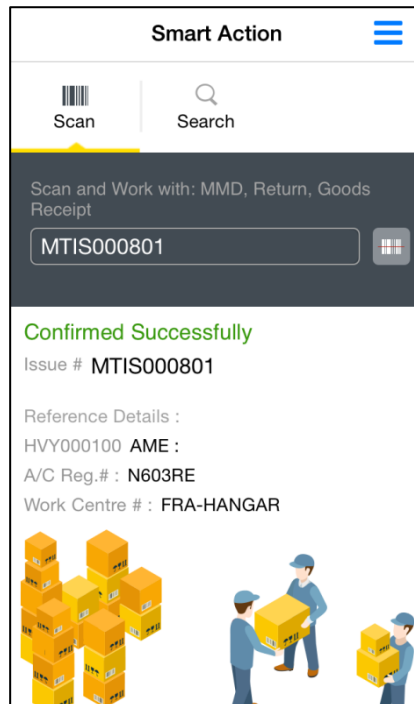 Smart Action
Scan
Search
Scan and Work with: MMD, Return, Goods
Receipt
MTIS000801
Confirmed Successfully
Issue # MTIS000801
Reference Details :
HVY000100 AME :
A/C Reg.# : N603RE
Work Centre # : FRA-HANGAR